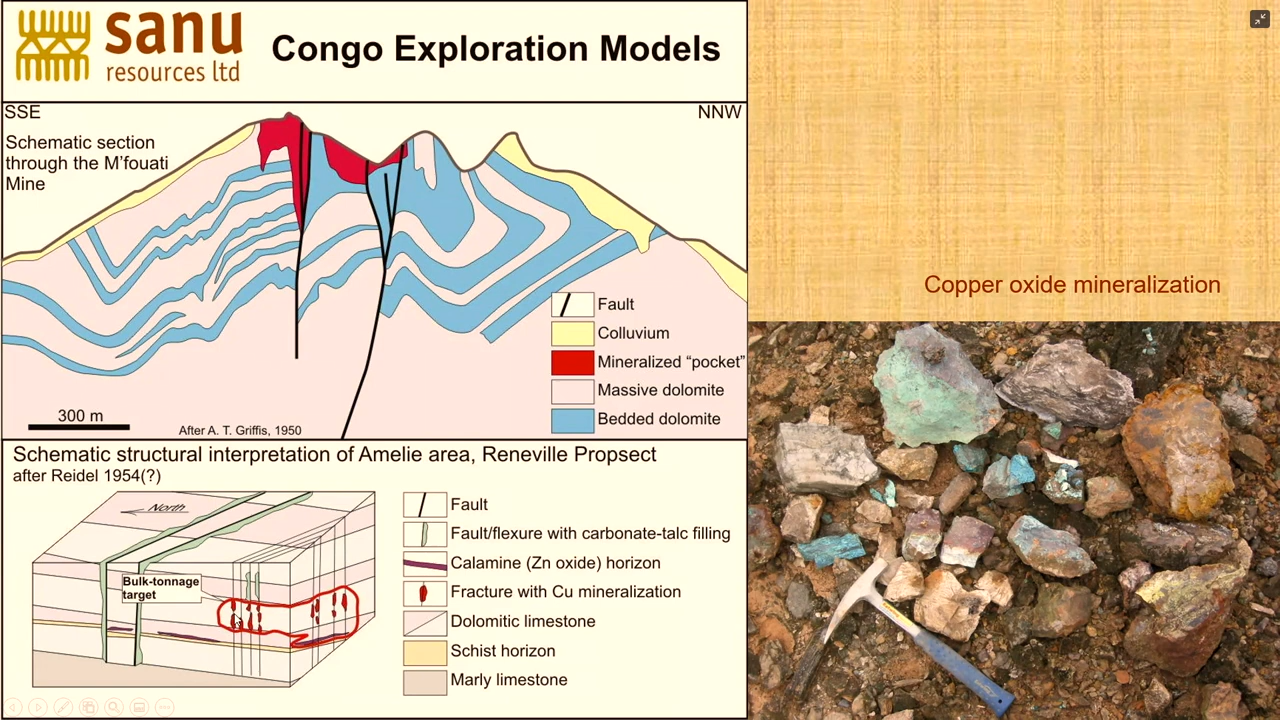 sanu
resources ltd
Congo Exploration Models
SSE
NNW
Schematic section
through the M'fouati
Mine
Fault
Colluvium
Mineralized "pocket"
Massive dolomite
Bedded dolomite
300 m
After A. T. Griffis, 1950
Schematic structural interpretation of Amelie area, Reneville Propsect
after Reidel 1954(?)
North
Bulk-tonnage
target
Fault
Fault/flexure with carbonate-talc filling
Calamine (Zn oxide) horizon
Fracture with Cu mineralization
Dolomitic limestone
Schist horizon
Marly limestone
Copper oxide mineralization